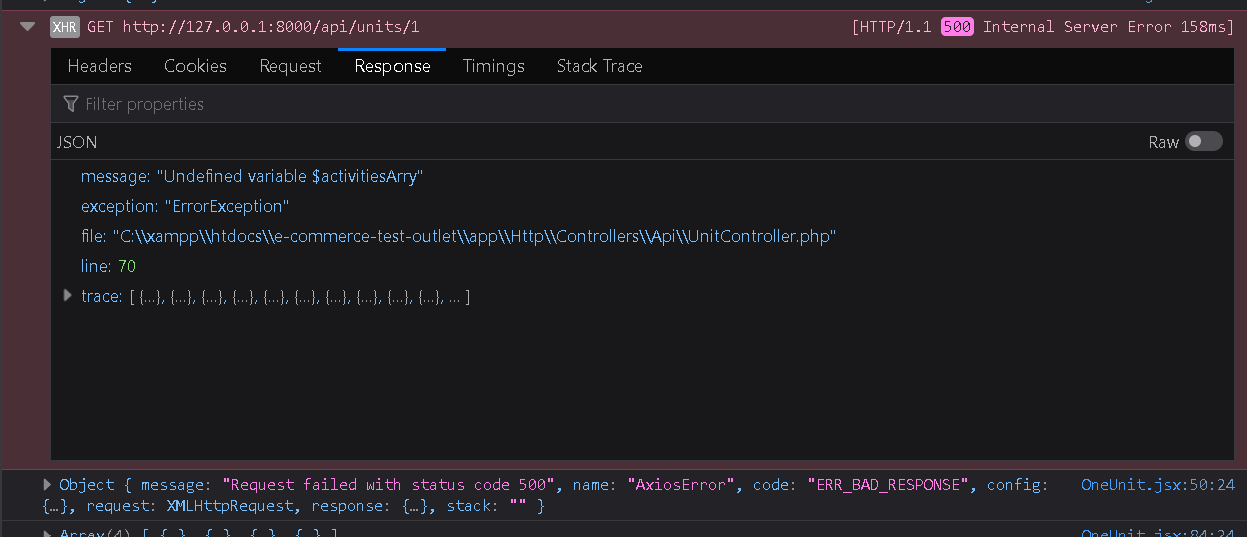 XHR GET http://127.0.0.1:8000/api/units/1 [HTTP/1.1 500 Internal Server Error 158ms]
Headers Cookies Request Response Timings Stack Trace
Filter properties
JSON Raw
message: "Undefined variable $activitiesArry"
exception: "ErrorException"
file: "C:\\xampp\\htdocs\\e-commerce-test-outlet\\app\\Http\\Controllers\\Api\\UnitController.php"
line: 70
trace: [ {…}, {…}, {…}, {…}, {…}, {…}, {…}, {…}, {…}, {…}, … ]
Object { message: "Request failed with status code 500", name: "AxiosError", code: "ERR_BAD_RESPONSE", config: OneUnit.jsx:50:24
{…}, request: XMLHttpRequest, response: {…}, stack: "" }
Array(4) [ {…}, {…}, {…}, {…} ] OneUnit.jsx:84:24